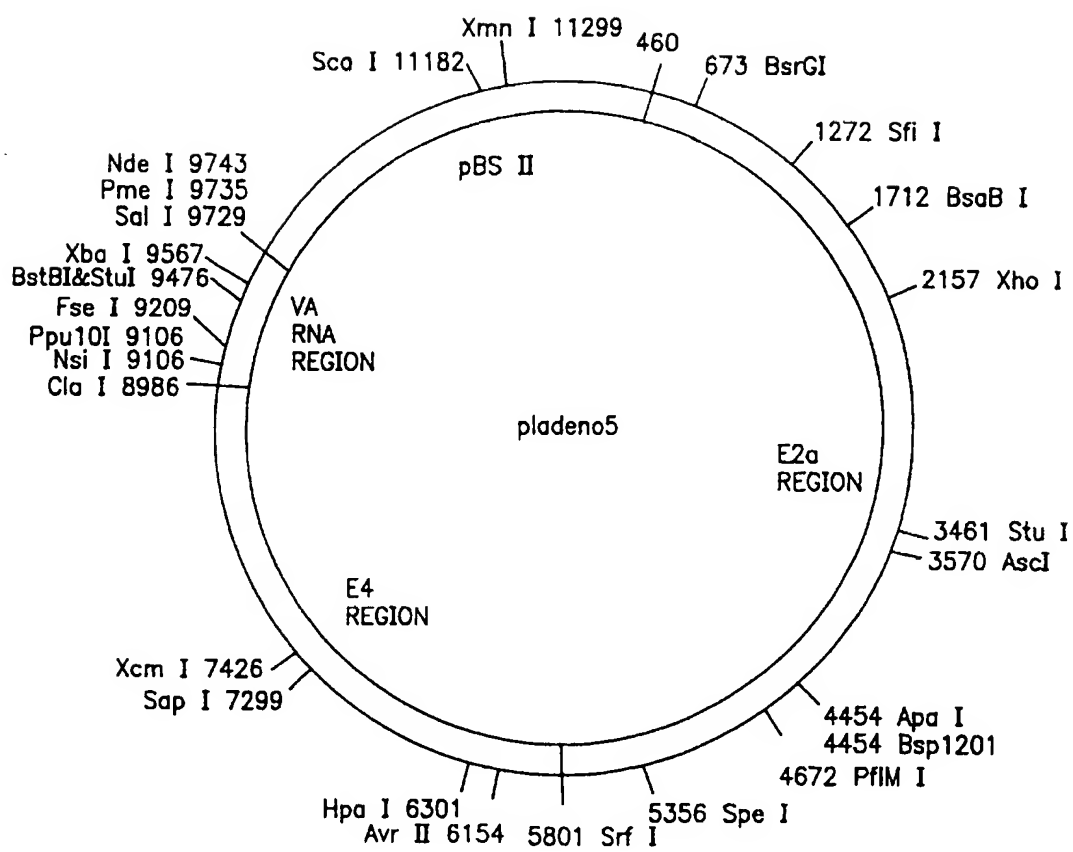 Xmn I 11299
460
Sca I 11182
673 BsrGI
1272 Sfi I
pBS II
Nde I 9743
Pme I 9735
Sal I 9729
1712 BsaB I
Xba I 9567
BstBI&StuI 9476
2157 Xho I
Fse I 9209
VA
RNA
REGION
Ppu10I 9106
Nsi I 9106
Cla I 8986
pladeno5
E2a
REGION
3461 Stu I
3570 AscI
E4
REGION
Xcm I 7426
Sap I 7299
4454 Apa I
4454 Bsp1201
4672 PflM I
Hpa I 6301
Avr II 6154
5801 Srf I
5356 Spe I